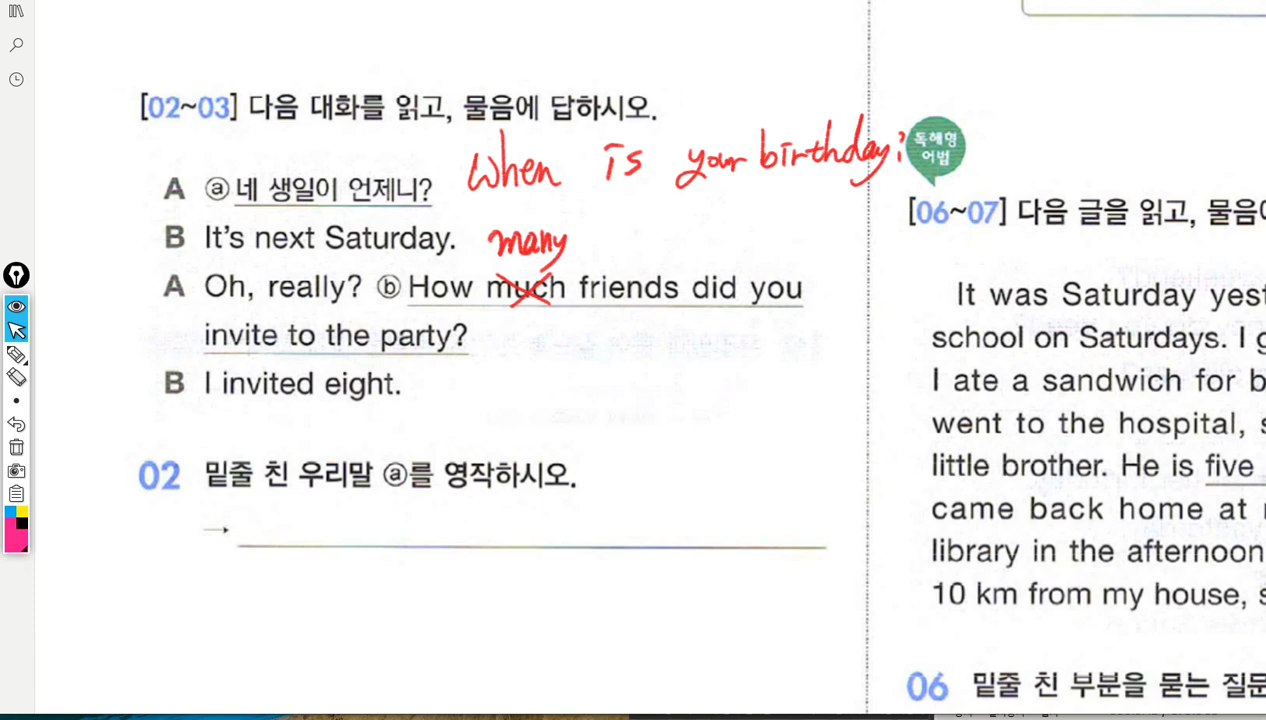 [02~03] 다음 대화를 읽고, 물음에 답하시오.
When is your birthday?
A ⓐ 네 생일이 언제니?
B It's next Saturday.
many
A Oh, really? ⓑ How much friends did you
invite to the party?
B I invited eight.
02 밑줄 친 우리말 ⓐ를 영작하시오.
→
독해형
어법
[06~07] 다음 글을 읽고, 물음에
It was Saturday yest
school on Saturdays. I g
I ate a sandwich for b
went to the hospital, s
little brother. He is five
came back home at
library in the afternoon
10 km from my house, s
06 밑줄 친 부분을 묻는 질문